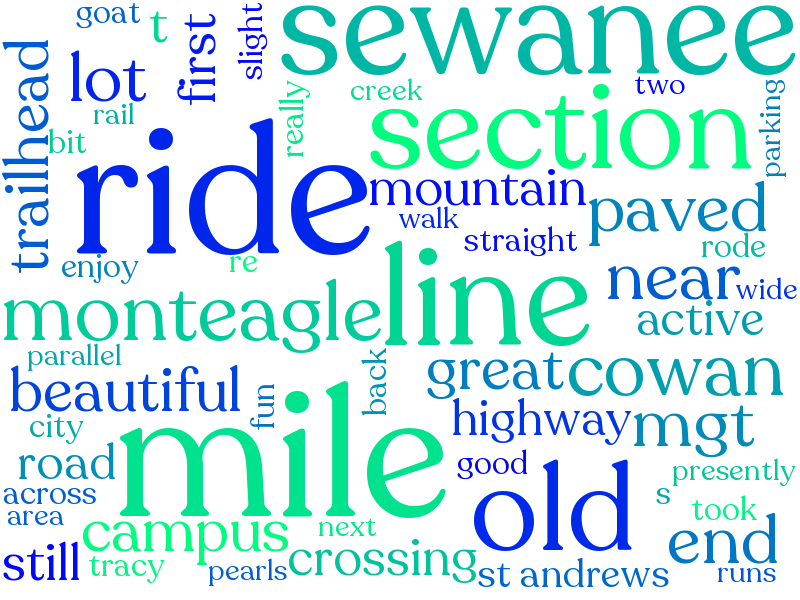 goat
t
first
slight
sewanee
trailhead
lot
rail
bit
really
creek
two
parking
section
ride
mountain
walk
straight
paved
rode
enjoy
re
near
wide
monteagle
line
active
parallel
back
great
cowan
beautiful
fun
city
highway
mgt
road
mile
good
presently
across
area
old
s
took
campus
next
end
still
tracy
pearls
crossing
st andrews
runs